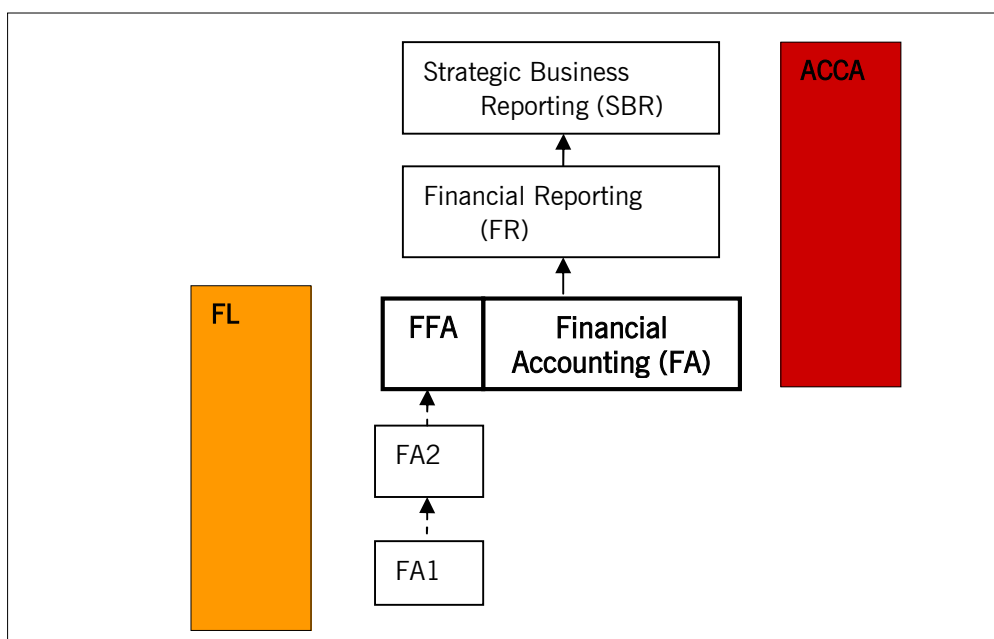 Strategic Business
Reporting (SBR)
ACCA
Financial Reporting
(FR)
FL
FFA
Financial
Accounting (FA)
FA2
FA1